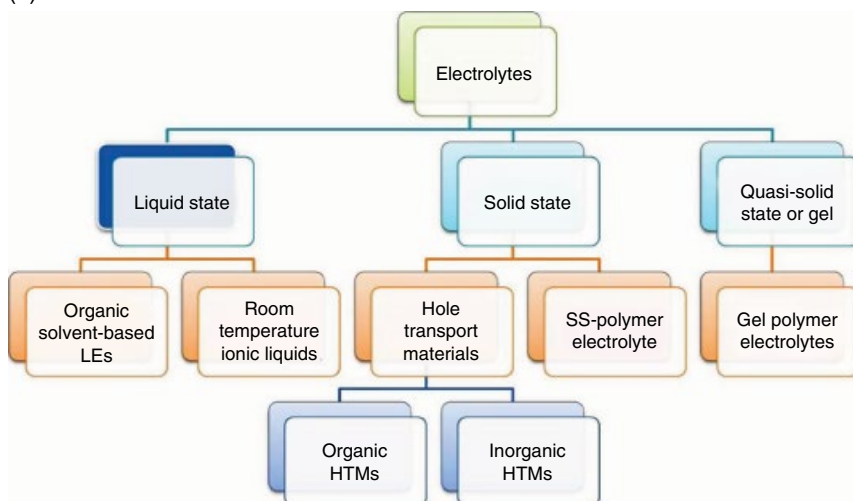 Electrolytes
Liquid state
Solid state
Quasi-solid
state or gel
Organic
solvent-based
LEs
Room
temperature
ionic liquids
Hole
transport
materials
SS-polymer
electrolyte
Gel polymer
electrolytes
Organic
HTMs
Inorganic
HTMs